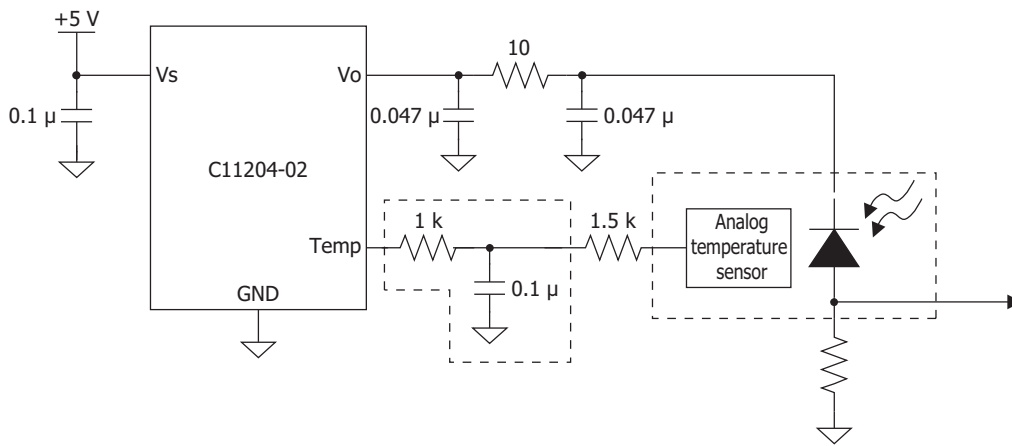 +5 V
Vs
Vo
10
0.1 µ
0.047 µ
0.047 µ
C11204-02
Temp
1 k
1.5 k
Analog
temperature
sensor
0.1 µ
GND